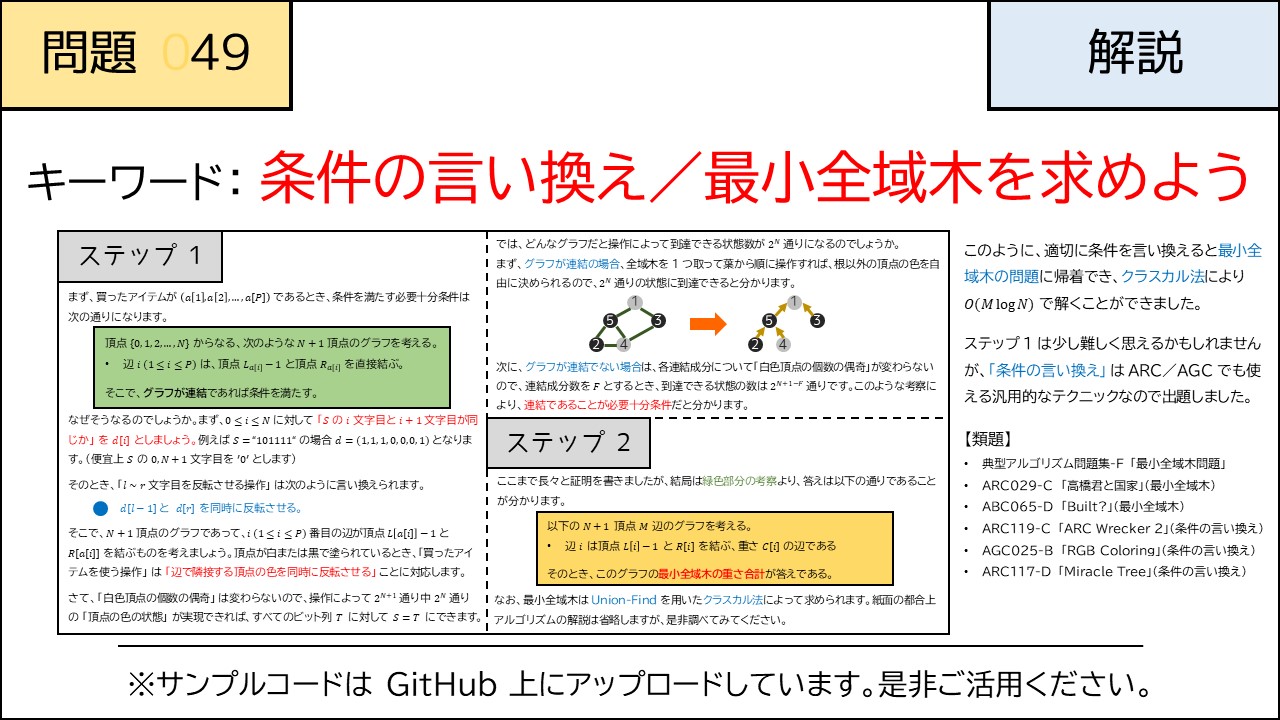 問題 049
解説
キーワード: 条件の言い換え／最小全域木を求めよう
ステップ 1
まず、買ったアイテムが (a[1],a[2],…,a[P]) であるとき、条件を満たす必要十分条件は
次の通りになります。
頂点 {0,1,2,…,N} からなる、次のような N+1 頂点のグラフを考える。
• 辺 i (1 ≤ i ≤ P) は、頂点 L_{a[i]} − 1 と頂点 R_{a[i]} を直接結ぶ。
そこで、グラフが連結であれば条件を満たす。
なぜそうなるのでしょうか。まず、0 ≤ i ≤ N に対して「S の i 文字目と i+1 文字目が同
じか」を d[i] としましょう。例えば S="101111" の場合 d = (1,1,1,0,0,0,1) となりま
す。（便宜上 S の 0,N+1 文字目を '0' とします）
そのとき、「l ~ r 文字目を反転させる操作」は次のように言い換えられます。
● d[l−1] と d[r] を同時に反転させる。
そこで、N+1 頂点のグラフであって、i (1 ≤ i ≤ P) 番目の辺が頂点 L[a[i]] − 1 と
R[a[i]] を結ぶものを考えましょう。頂点が白または黒で塗られているとき、「買ったアイ
テムを使う操作」は「辺で隣接する頂点の色を同時に反転させる」ことに対応します。
さて、「白色頂点の個数の偶奇」は変わらないので、操作によって 2^{N+1} 通り中 2^N 通り
の「頂点の色の状態」が実現できれば、すべてのビット列 T に対して S=T にできます。
では、どんなグラフだと操作によって到達できる状態数が 2^N 通りになるのでしょうか。
まず、グラフが連結の場合、全域木を 1 つ取って葉から順に操作すれば、根以外の頂点の色を自
由に決められるので、2^N 通りの状態に到達できると分かります。
1
5
3
2
4
1
5
3
2
4
次に、グラフが連結でない場合は、各連結成分について「白色頂点の個数の偶奇」が変わらない
ので、連結成分数を F とするとき、到達できる状態の数は 2^{N+1−F} 通りです。このような考察に
より、連結であることが必要十分条件だと分かります。
ステップ 2
ここまで長々と証明を書きましたが、結局は緑色部分の考察より、答えは以下の通りであること
が分かります。
以下の N+1 頂点 M 辺のグラフを考える。
• 辺 i は頂点 L[i] − 1 と R[i] を結ぶ、重さ C[i] の辺である
そのとき、このグラフの最小全域木の重さ合計が答えである。
なお、最小全域木は Union-Find を用いたクラスカル法によって求められます。紙面の都合上
アルゴリズムの解説は省略しますが、是非調べてみてください。
このように、適切に条件を言い換えると最小全
域木の問題に帰着でき、クラスカル法により
O(M log N) で解くことができました。
ステップ 1 は少し難しく思えるかもしれません
が、「条件の言い換え」は ARC／AGC でも使
える汎用的なテクニックなので出題しました。
【類題】
• 典型アルゴリズム問題集-F「最小全域木問題」
• ARC029-C「高橋君と国家」（最小全域木）
• ABC065-D「Built?」（最小全域木）
• ARC119-C「ARC Wrecker 2」（条件の言い換え）
• AGC025-B「RGB Coloring」（条件の言い換え）
• ARC117-D「Miracle Tree」（条件の言い換え）
※サンプルコードは GitHub 上にアップロードしています。是非ご活用ください。